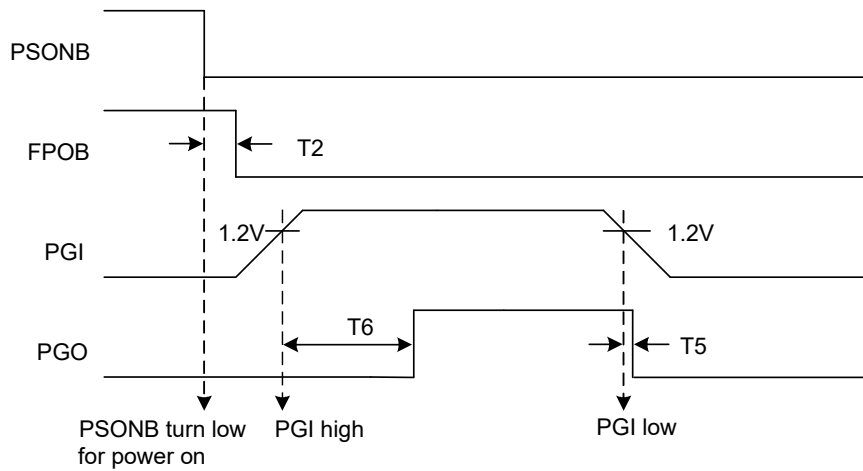 PSONB
FPOB
T2
1.2V
1.2V
PGI
T6
PGO
T5
PSONB turn low
for power on
PGI high
PGI low